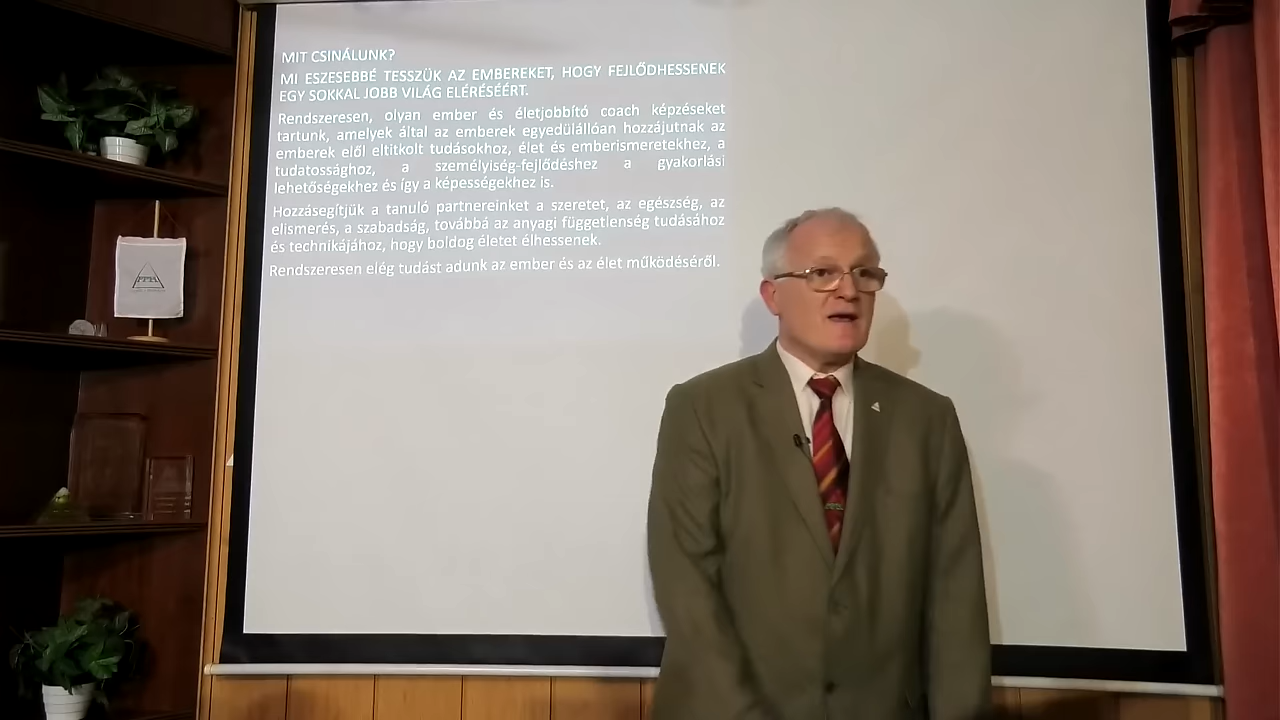 MIT CSINÁLUNK?
MI ESZESEBBÉ TESSZÜK AZ EMBEREKET, HOGY FEJLŐDHESSENEK
EGY SOKKAL JOBB VILÁG ELÉRÉSÉÉRT.
Rendszeresen, olyan ember és életjobbító coach képzéseket
tartunk, amelyek által az emberek egyedülállóan hozzájutnak az
emberek elől eltitkolt tudásokhoz, élet és emberismeretekhez, a
tudatossághoz, a személyiség-fejlődéshez a gyakorlási
lehetőségekhez és így a képességekhez is.
Hozzásegítjük a tanuló partnereinket a szeretet, az egészség, az
elismerés, a szabadság, továbbá az anyagi függetlenség tudásához
és technikájához, hogy boldog életet élhessenek.
Rendszeresen elég tudást adunk az ember és az élet működéséről.